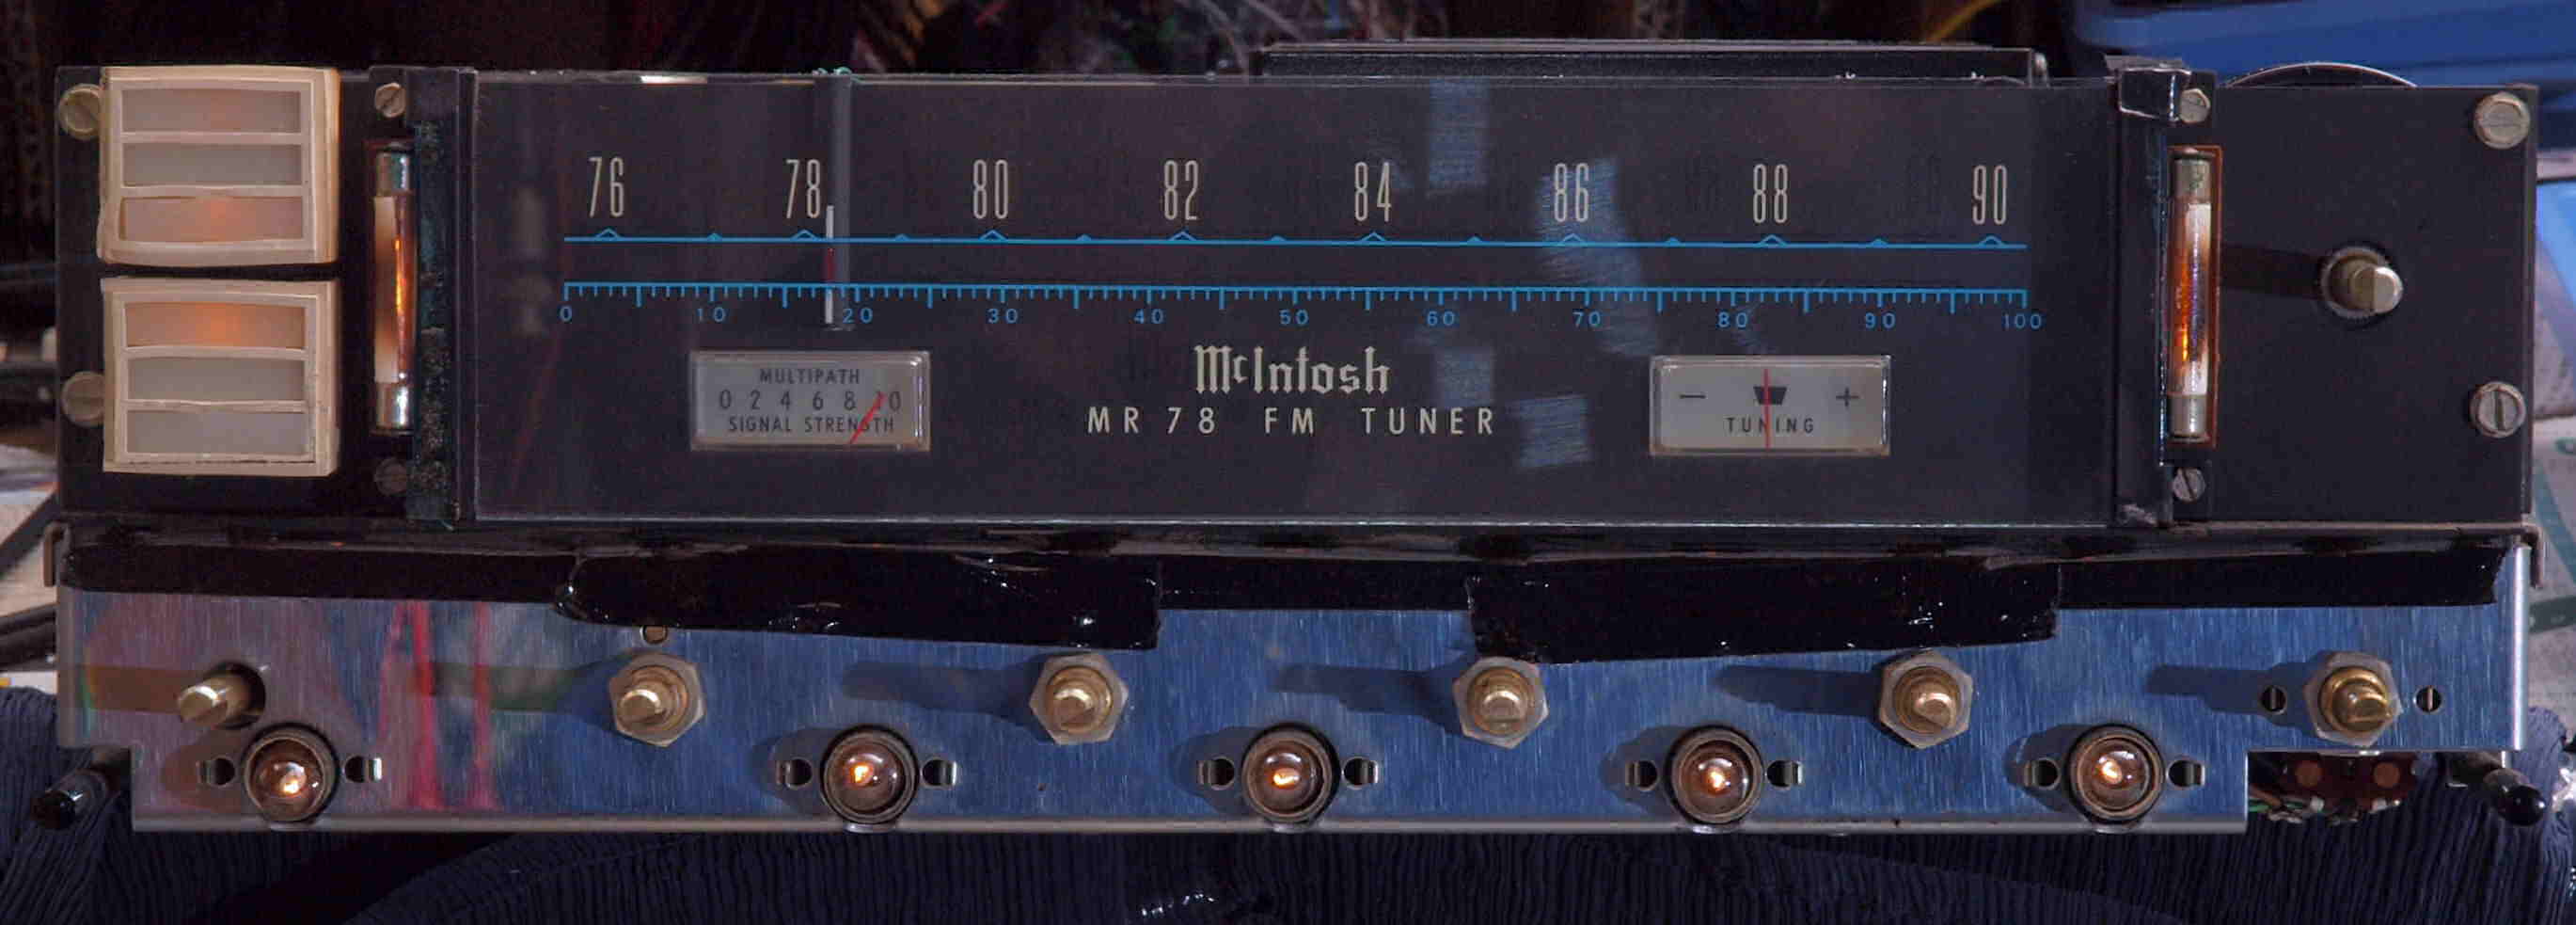 76 78 80 82 84 86 88 90
0 10 20 30 40 50 60 70 80 90 100
MULTIPATH
0 2 4 6 8 10
SIGNAL STRENGTH
McIntosh
MR 78 FM TUNER
− +
TUNING